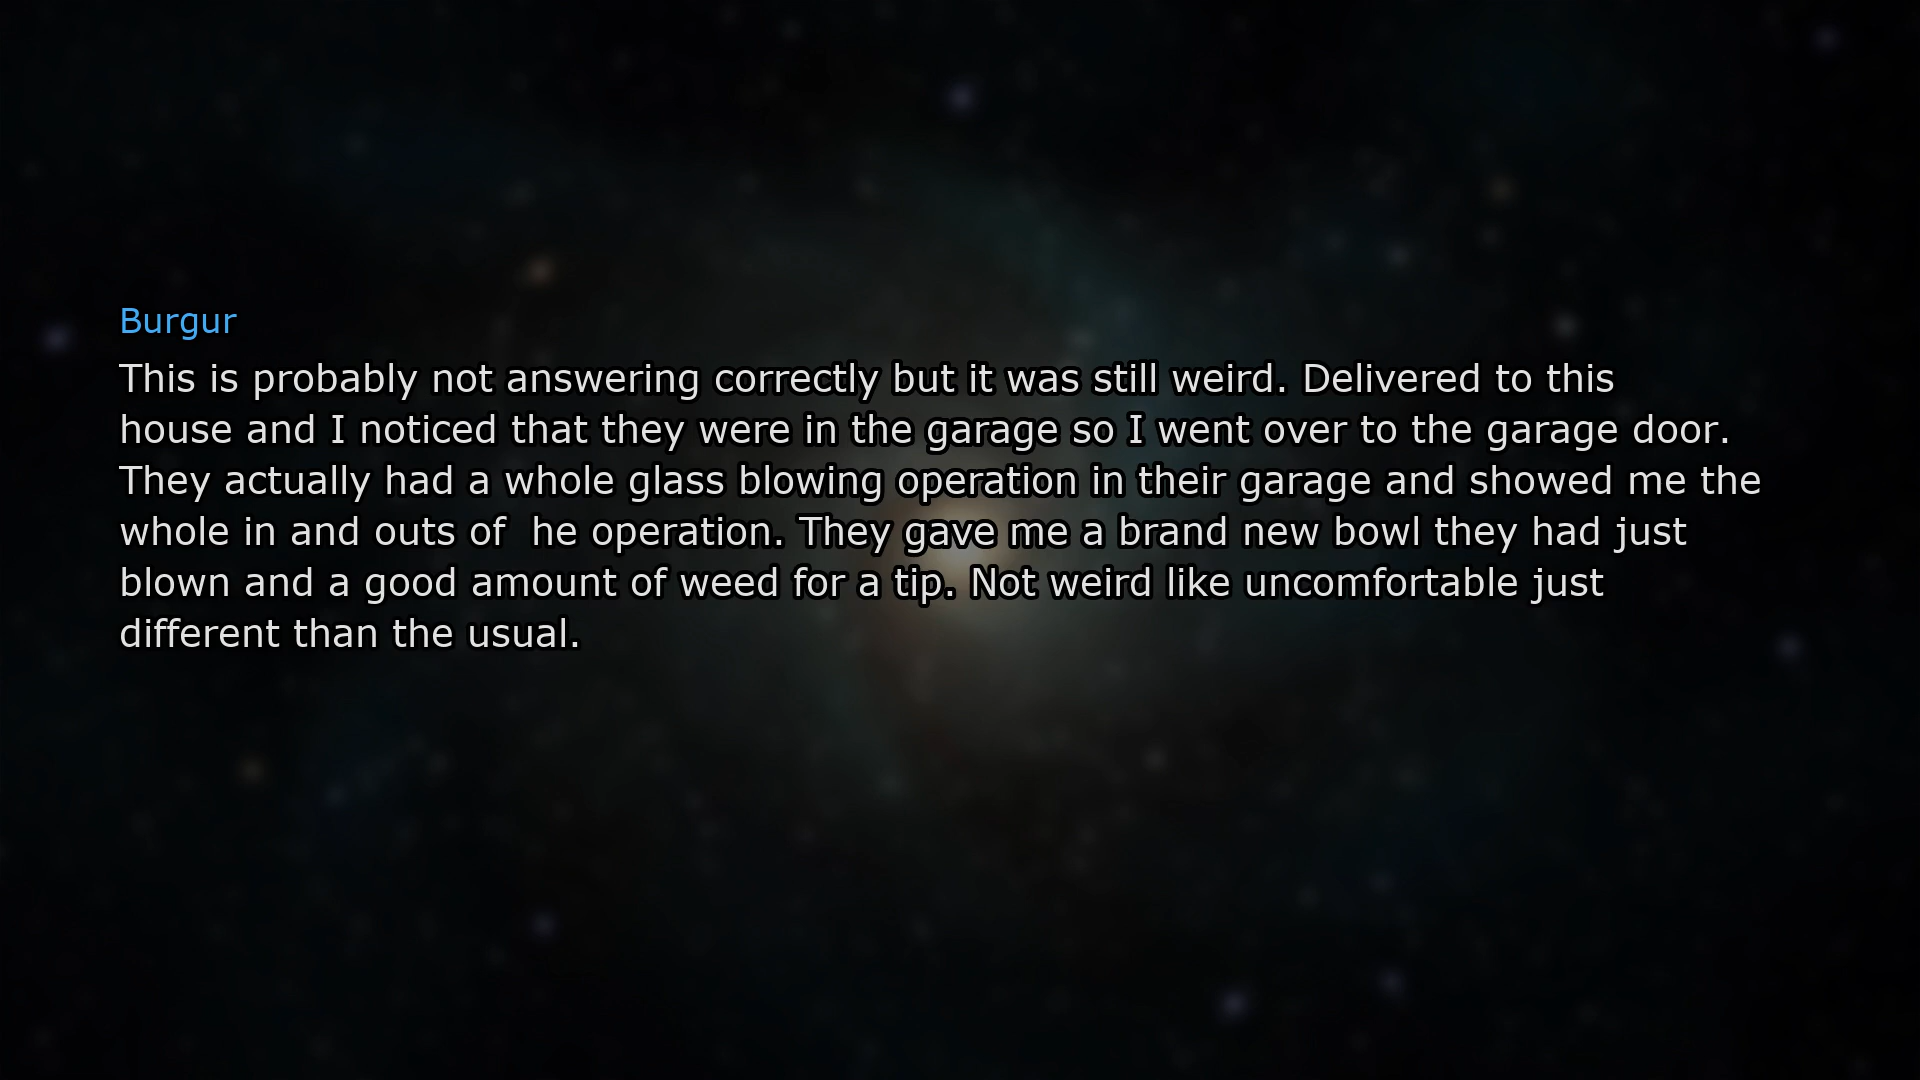 Burgur
This is probably not answering correctly but it was still weird. Delivered to this
house and I noticed that they were in the garage so I went over to the garage door.
They actually had a whole glass blowing operation in their garage and showed me the
whole in and outs of  he operation. They gave me a brand new bowl they had just
blown and a good amount of weed for a tip. Not weird like uncomfortable just
different than the usual.